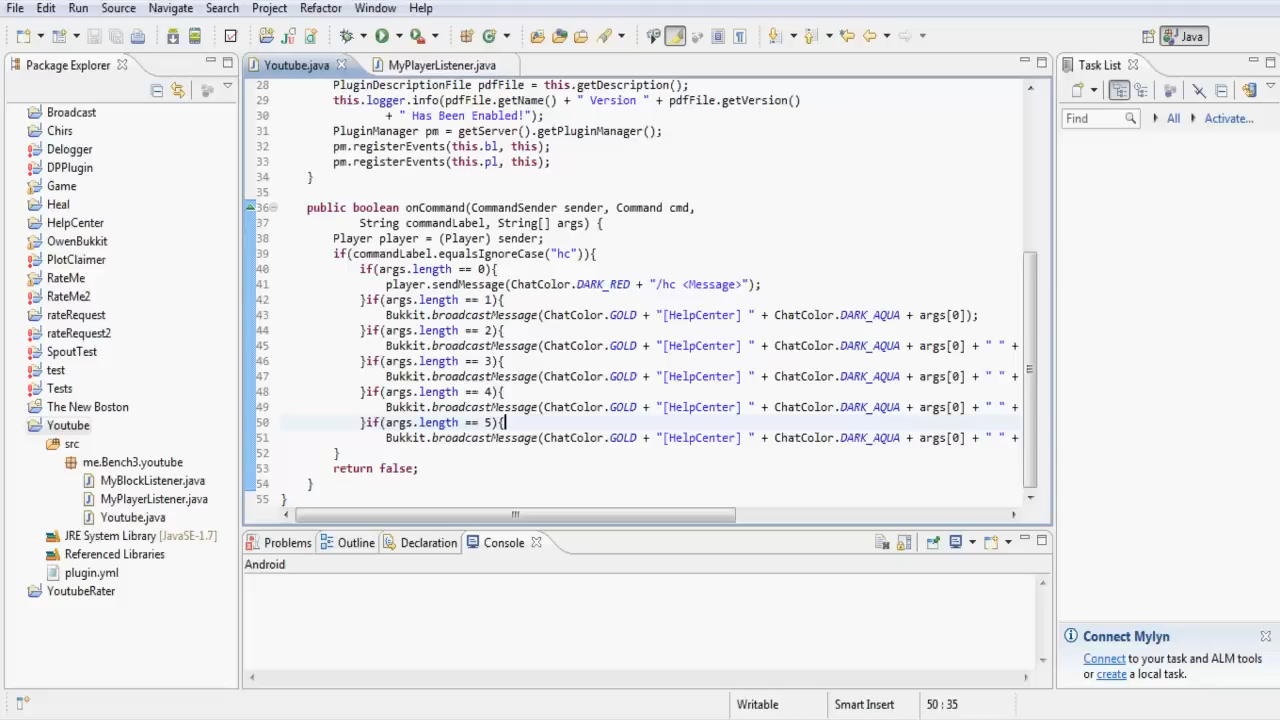 File Edit Run Source Navigate Search Project Refactor Window Help
Java
Package Explorer
Broadcast
Chirs
Delogger
DPPlugin
Game
Heal
HelpCenter
OwenBukkit
PlotClaimer
RateMe
RateMe2
rateRequest
rateRequest2
SpoutTest
test
Tests
The New Boston
Youtube
src
me.Bench3.youtube
MyBlockListener.java
MyPlayerListener.java
Youtube.java
JRE System Library [JavaSE-1.7]
Referenced Libraries
plugin.yml
YoutubeRater
Youtube.java MyPlayerListener.java
28 PluginDescriptionFile pdfFile = this.getDescription();
29 this.logger.info(pdfFile.getName() + " Version " + pdfFile.getVersion()
30 + " Has Been Enabled!");
31 PluginManager pm = getServer().getPluginManager();
32 pm.registerEvents(this.bl, this);
33 pm.registerEvents(this.pl, this);
34 }
35
36 public boolean onCommand(CommandSender sender, Command cmd,
37 String commandLabel, String[] args) {
38 Player player = (Player) sender;
39 if(commandLabel.equalsIgnoreCase("hc")){
40 if(args.length == 0){
41 player.sendMessage(ChatColor.DARK_RED + "/hc <Message>");
42 }if(args.length == 1){
43 Bukkit.broadcastMessage(ChatColor.GOLD + "[HelpCenter] " + ChatColor.DARK_AQUA + args[0]);
44 }if(args.length == 2){
45 Bukkit.broadcastMessage(ChatColor.GOLD + "[HelpCenter] " + ChatColor.DARK_AQUA + args[0] + " " +
46 }if(args.length == 3){
47 Bukkit.broadcastMessage(ChatColor.GOLD + "[HelpCenter] " + ChatColor.DARK_AQUA + args[0] + " " +
48 }if(args.length == 4){
49 Bukkit.broadcastMessage(ChatColor.GOLD + "[HelpCenter] " + ChatColor.DARK_AQUA + args[0] + " " +
50 }if(args.length == 5){
51 Bukkit.broadcastMessage(ChatColor.GOLD + "[HelpCenter] " + ChatColor.DARK_AQUA + args[0] + " " +
52 }
53 return false;
54 }
55 }
Problems Outline Declaration Console
Android
Task List
Find All Activate...
Connect Mylyn
Connect to your task and ALM tools
or create a local task.
Writable Smart Insert 50 : 35